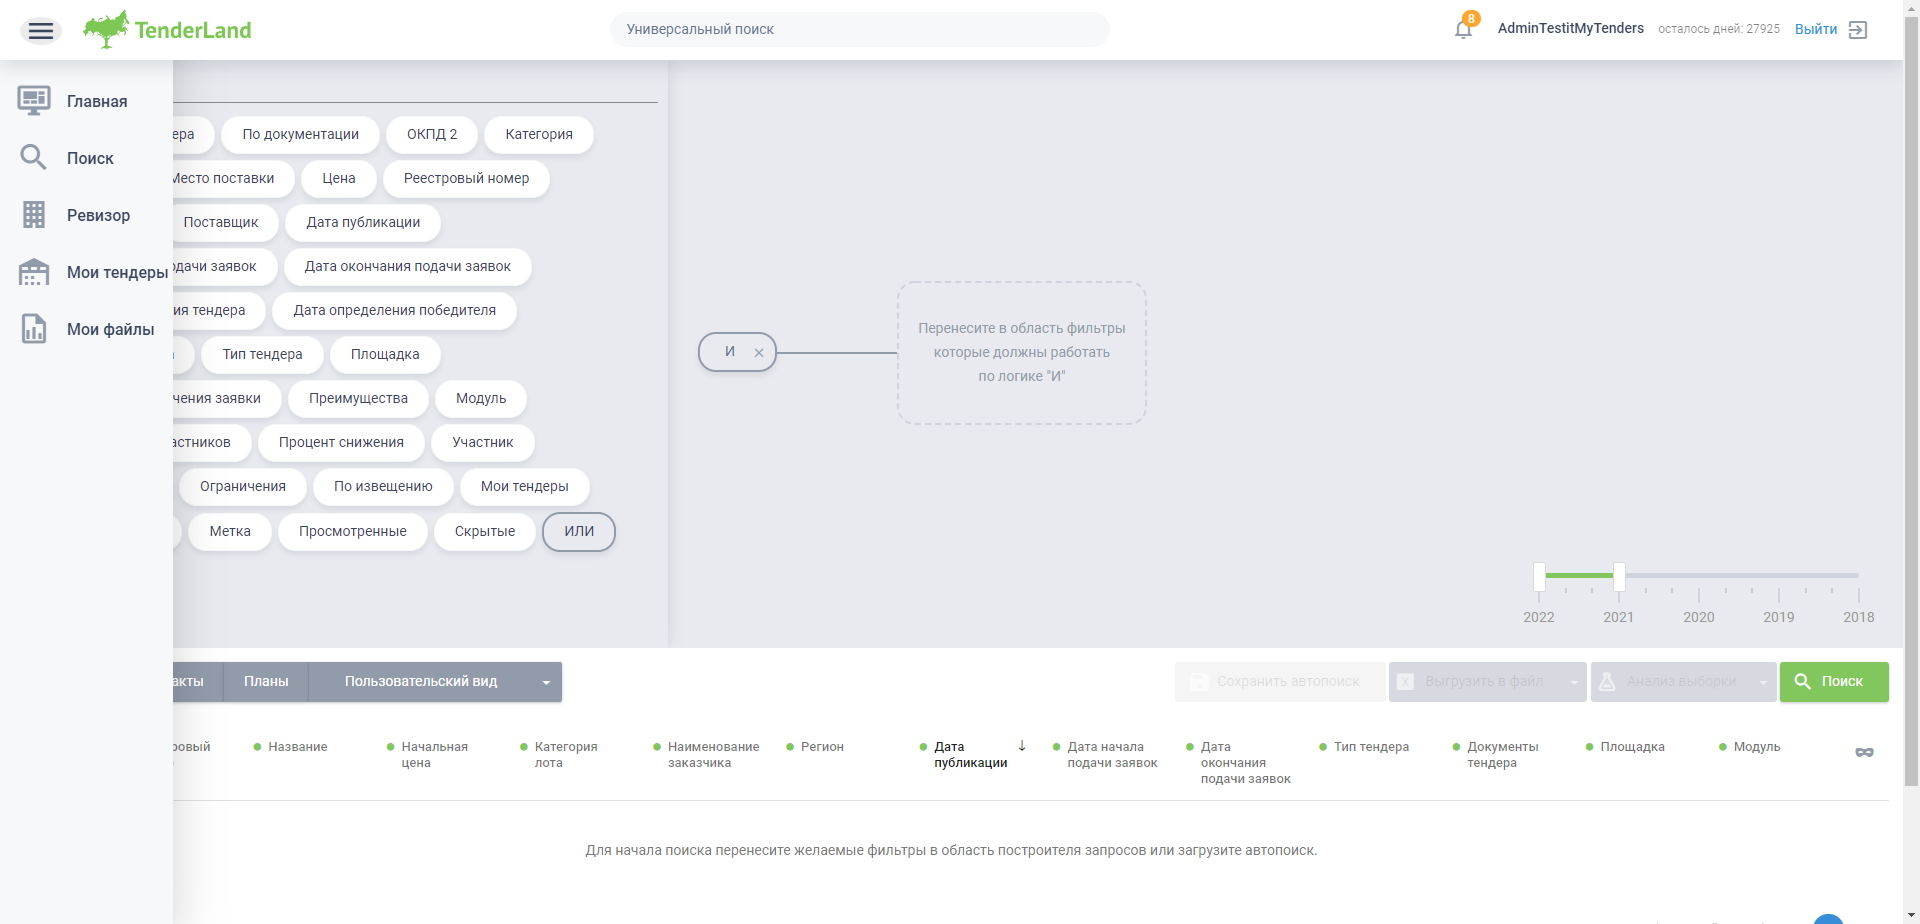 TenderLand
Универсальный поиск
8
AdminTestitMyTenders
осталось дней: 27925
Выйти
Главная
Поиск
Ревизор
Мои тендеры
Мои файлы
ера
По документации
ОКПД 2
Категория
Место поставки
Цена
Реестровый номер
Поставщик
Дата публикации
одачи заявок
Дата окончания подачи заявок
ия тендера
Дата определения победителя
Тип тендера
Площадка
чения заявки
Преимущества
Модуль
астников
Процент снижения
Участник
Ограничения
По извещению
Мои тендеры
Метка
Просмотренные
Скрытые
ИЛИ
И
Перенесите в область фильтры
которые должны работать
по логике "И"
2022
2021
2020
2019
2018
акты
Планы
Пользовательский вид
Сохранить автопоиск
Выгрузить в файл
Анализ выборки
Поиск
ровый
Название
Начальная
цена
Категория
лота
Наименование
заказчика
Регион
Дата
публикации
Дата начала
подачи заявок
Дата
окончания
подачи заявок
Тип тендера
Документы
тендера
Площадка
Модуль
Для начала поиска перенесите желаемые фильтры в область построителя запросов или загрузите автопоиск.